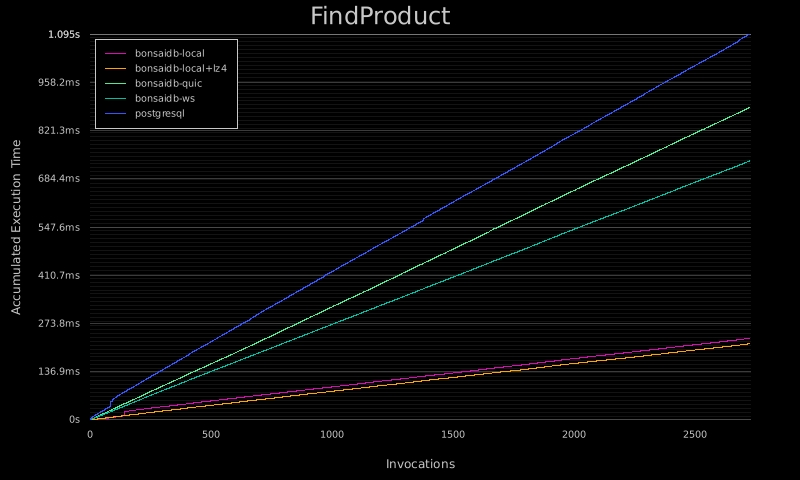 FindProduct
1.095s
958.2ms
821.3ms
684.4ms
547.6ms
410.7ms
273.8ms
136.9ms
0s
bonsaidb-local
bonsaidb-local+lz4
bonsaidb-quic
bonsaidb-ws
postgresql
Accumulated Execution Time
0 500 1000 1500 2000 2500
Invocations